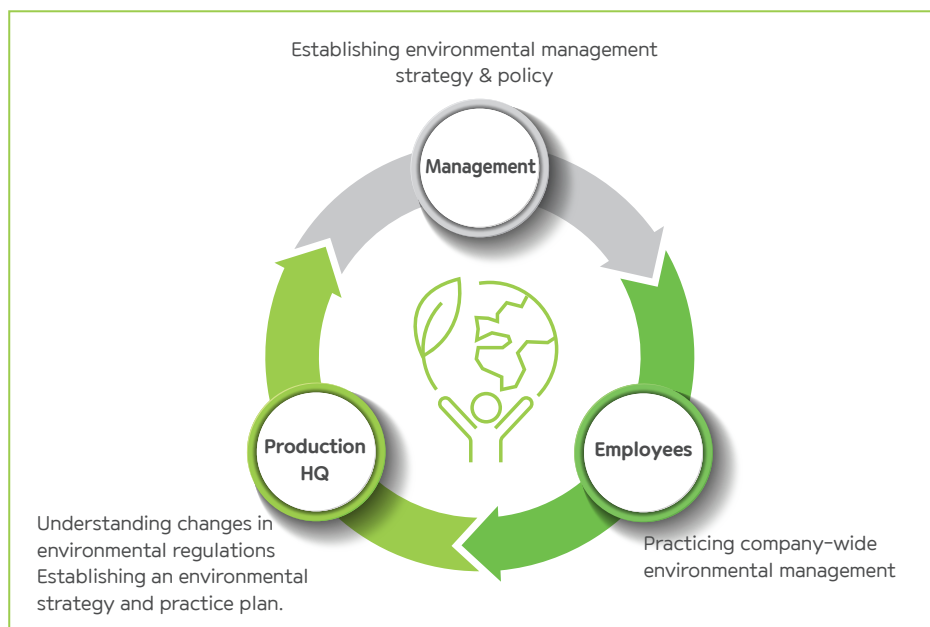 Establishing environmental management
strategy & policy
Management
Production
HQ
Employees
Understanding changes in
environmental regulations
Establishing an environmental
strategy and practice plan.
Practicing company-wide
environmental management